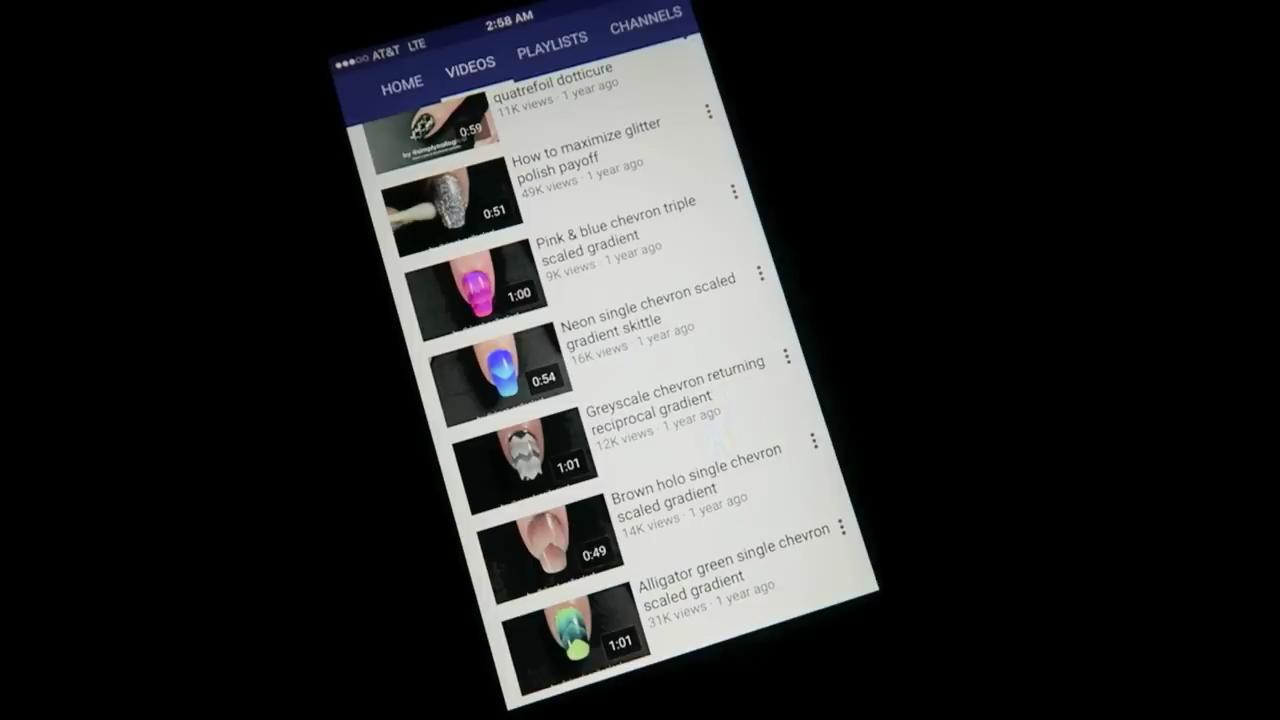 ●●●○○ AT&T LTE 2:58 AM
HOME VIDEOS PLAYLISTS CHANNELS
quatrefoil dotticure
11K views · 1 year ago
0:59
by @simplynailogical
How to maximize glitter
polish payoff
49K views · 1 year ago
0:51
Pink & blue chevron triple
scaled gradient
9K views · 1 year ago
1:00
Neon single chevron scaled
gradient skittle
16K views · 1 year ago
0:54
Greyscale chevron returning
reciprocal gradient
12K views · 1 year ago
1:01
Brown holo single chevron
scaled gradient
14K views · 1 year ago
0:49
Alligator green single chevron
scaled gradient
31K views · 1 year ago
1:01